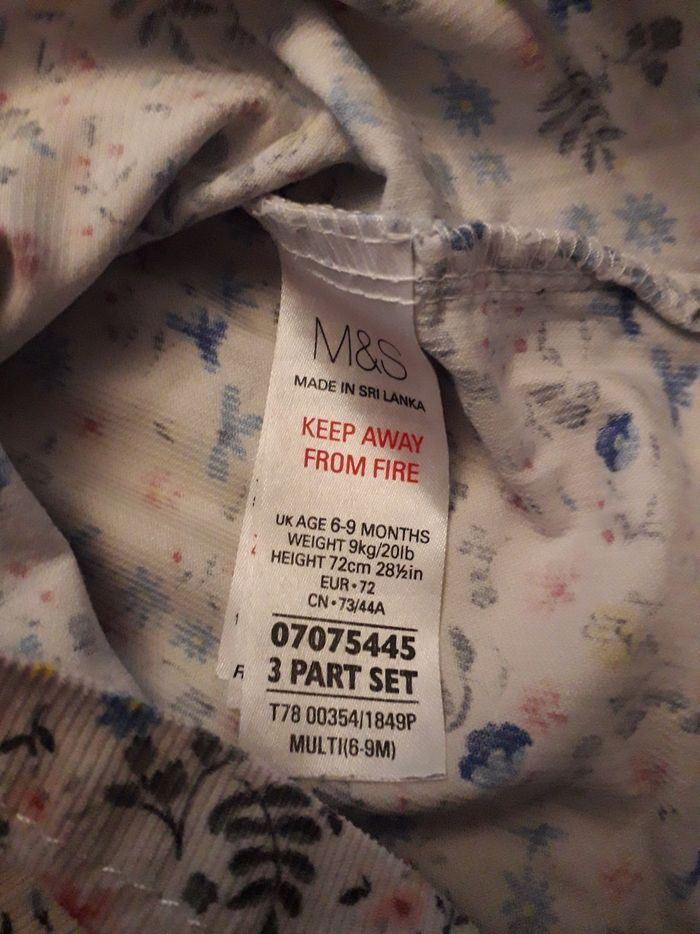 M&S
MADE IN SRI LANKA
KEEP AWAY
FROM FIRE
UK AGE 6-9 MONTHS
WEIGHT 9kg/20lb
HEIGHT 72cm 28½in
EUR•72
CN•73/44A
07075445
3 PART SET
T78 00354/1849P
MULTI(6-9M)